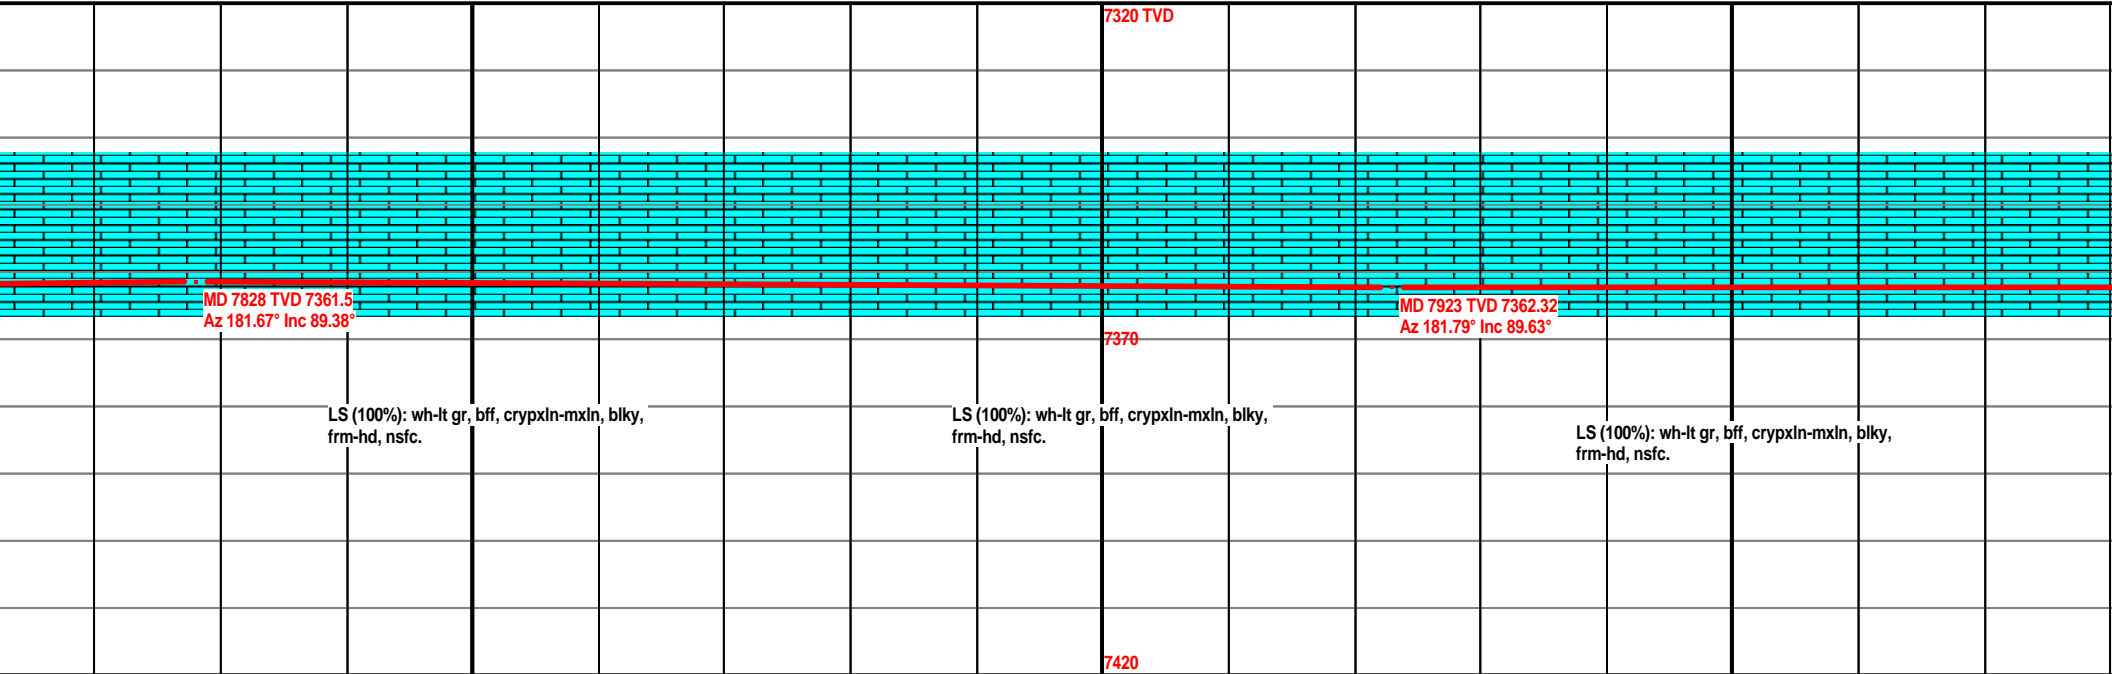 7320 TVD
MD 7828 TVD 7361.5
Az 181.67° Inc 89.38°
MD 7923 TVD 7362.32
Az 181.79° Inc 89.63°
7370
LS (100%): wh-lt gr, bff, crypxln-mxln, blky,
frm-hd, nsfc.
LS (100%): wh-lt gr, bff, crypxln-mxln, blky,
frm-hd, nsfc.
LS (100%): wh-lt gr, bff, crypxln-mxln, blky,
frm-hd, nsfc.
7420